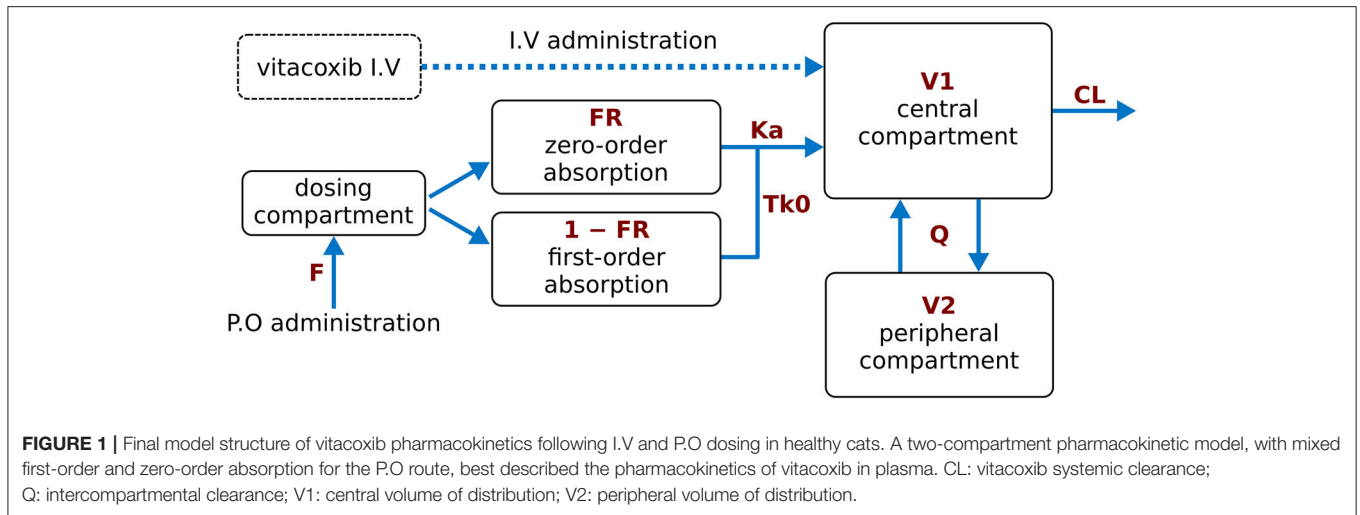 I.V administration
vitacoxib I.V
V1
central
compartment
CL
FR
zero-order
absorption
Ka
dosing
compartment
Tk0
1 − FR
first-order
absorption
F
P.O administration
Q
V2
peripheral
compartment
FIGURE 1 | Final model structure of vitacoxib pharmacokinetics following I.V and P.O dosing in healthy cats. A two-compartment pharmacokinetic model, with mixed
first-order and zero-order absorption for the P.O route, best described the pharmacokinetics of vitacoxib in plasma. CL: vitacoxib systemic clearance;
Q: intercompartmental clearance; V1: central volume of distribution; V2: peripheral volume of distribution.